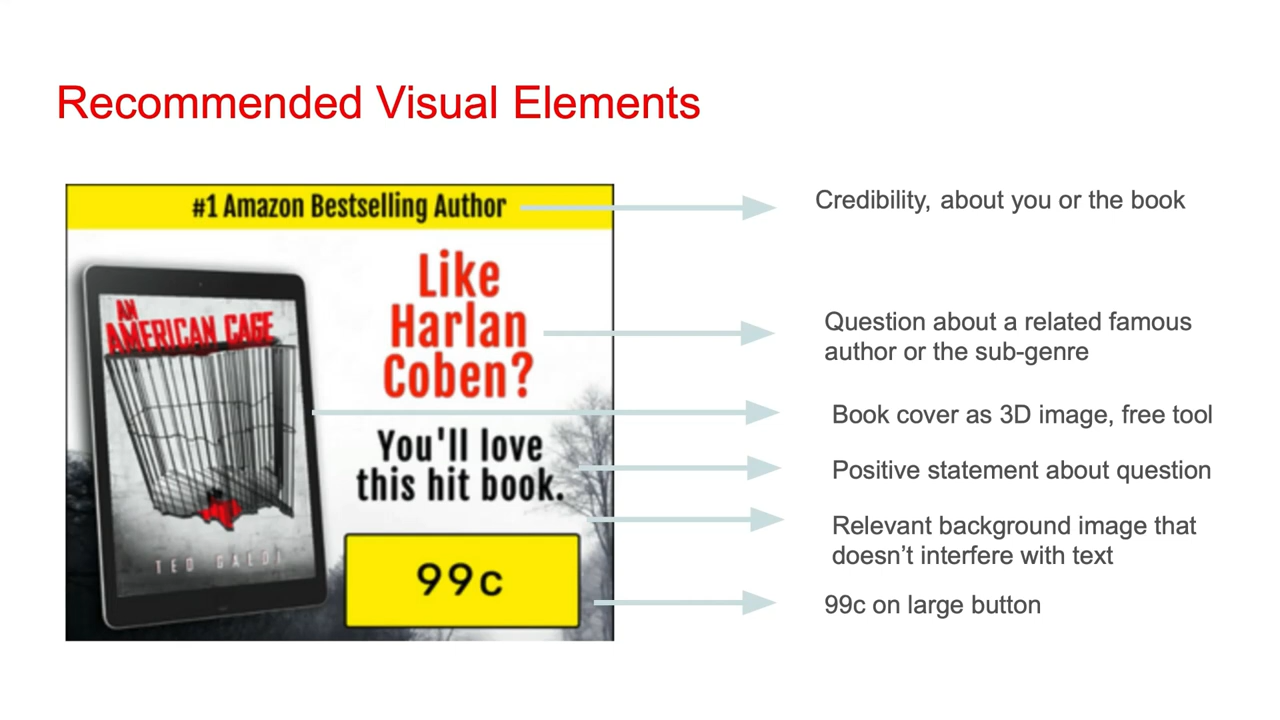 Recommended Visual Elements
#1 Amazon Bestselling Author
Credibility, about you or the book
Like
Harlan
Coben?
Question about a related famous
author or the sub-genre
AN
AMERICAN CAGE
TED GALDI
Book cover as 3D image, free tool
You'll love
this hit book.
Positive statement about question
Relevant background image that
doesn’t interfere with text
99c
99c on large button